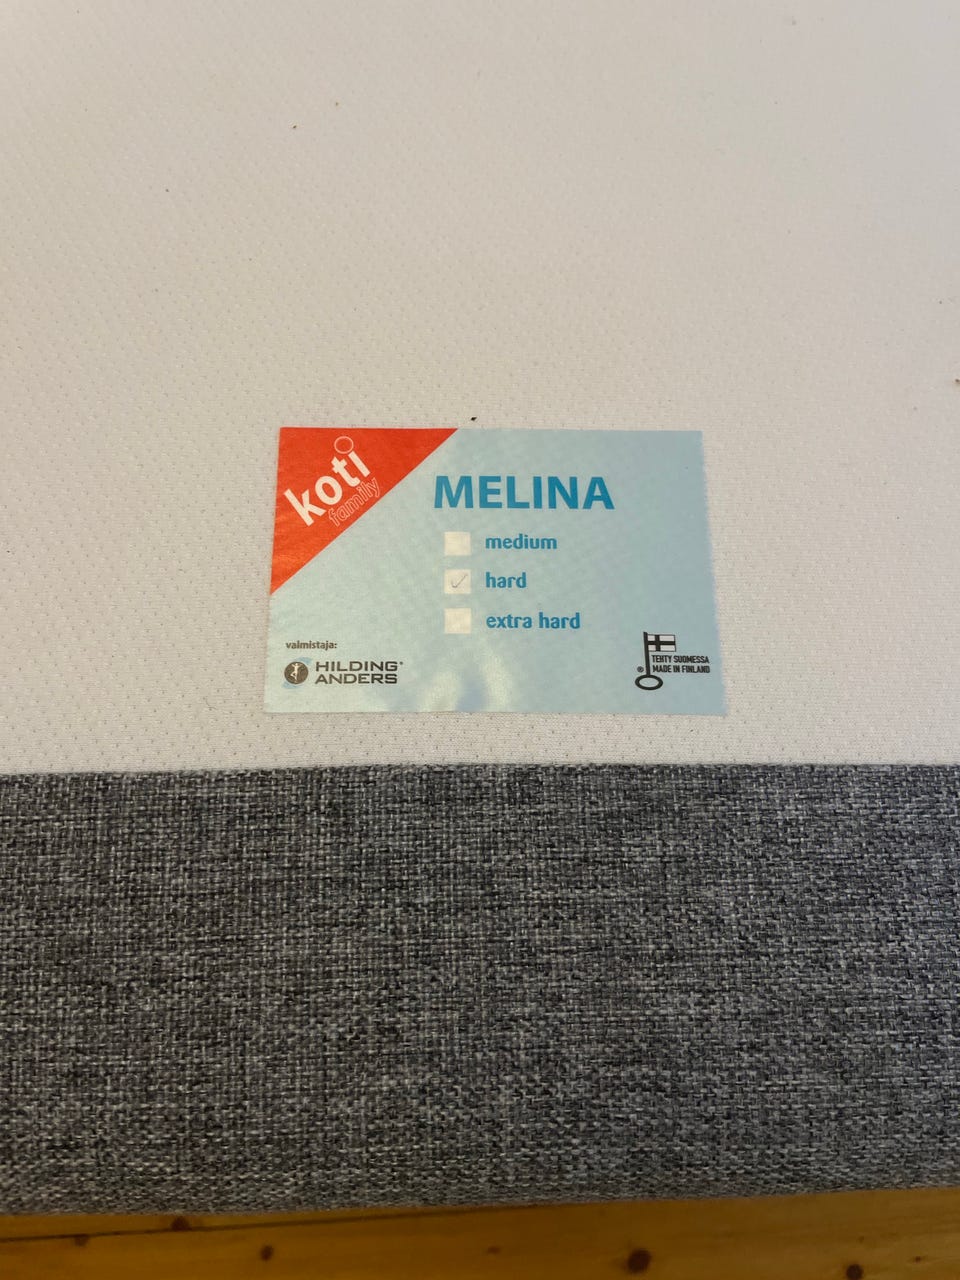 koti
family
MELINA
medium
✓ hard
extra hard
valmistaja:
HILDING®
ANDERS
® TEHTY SUOMESSA
MADE IN FINLAND